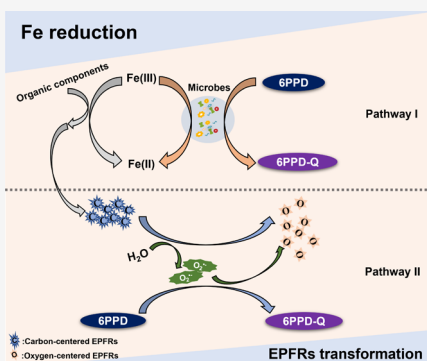 Fe reduction
Organic components
Fe(III)
Microbes
6PPD
Pathway I
Fe(II)
6PPD-Q
H₂O
O₂•⁻
Pathway II
6PPD
6PPD-Q
:Carbon-centered EPFRs
:Oxygen-centered EPFRs
EPFRs transformation